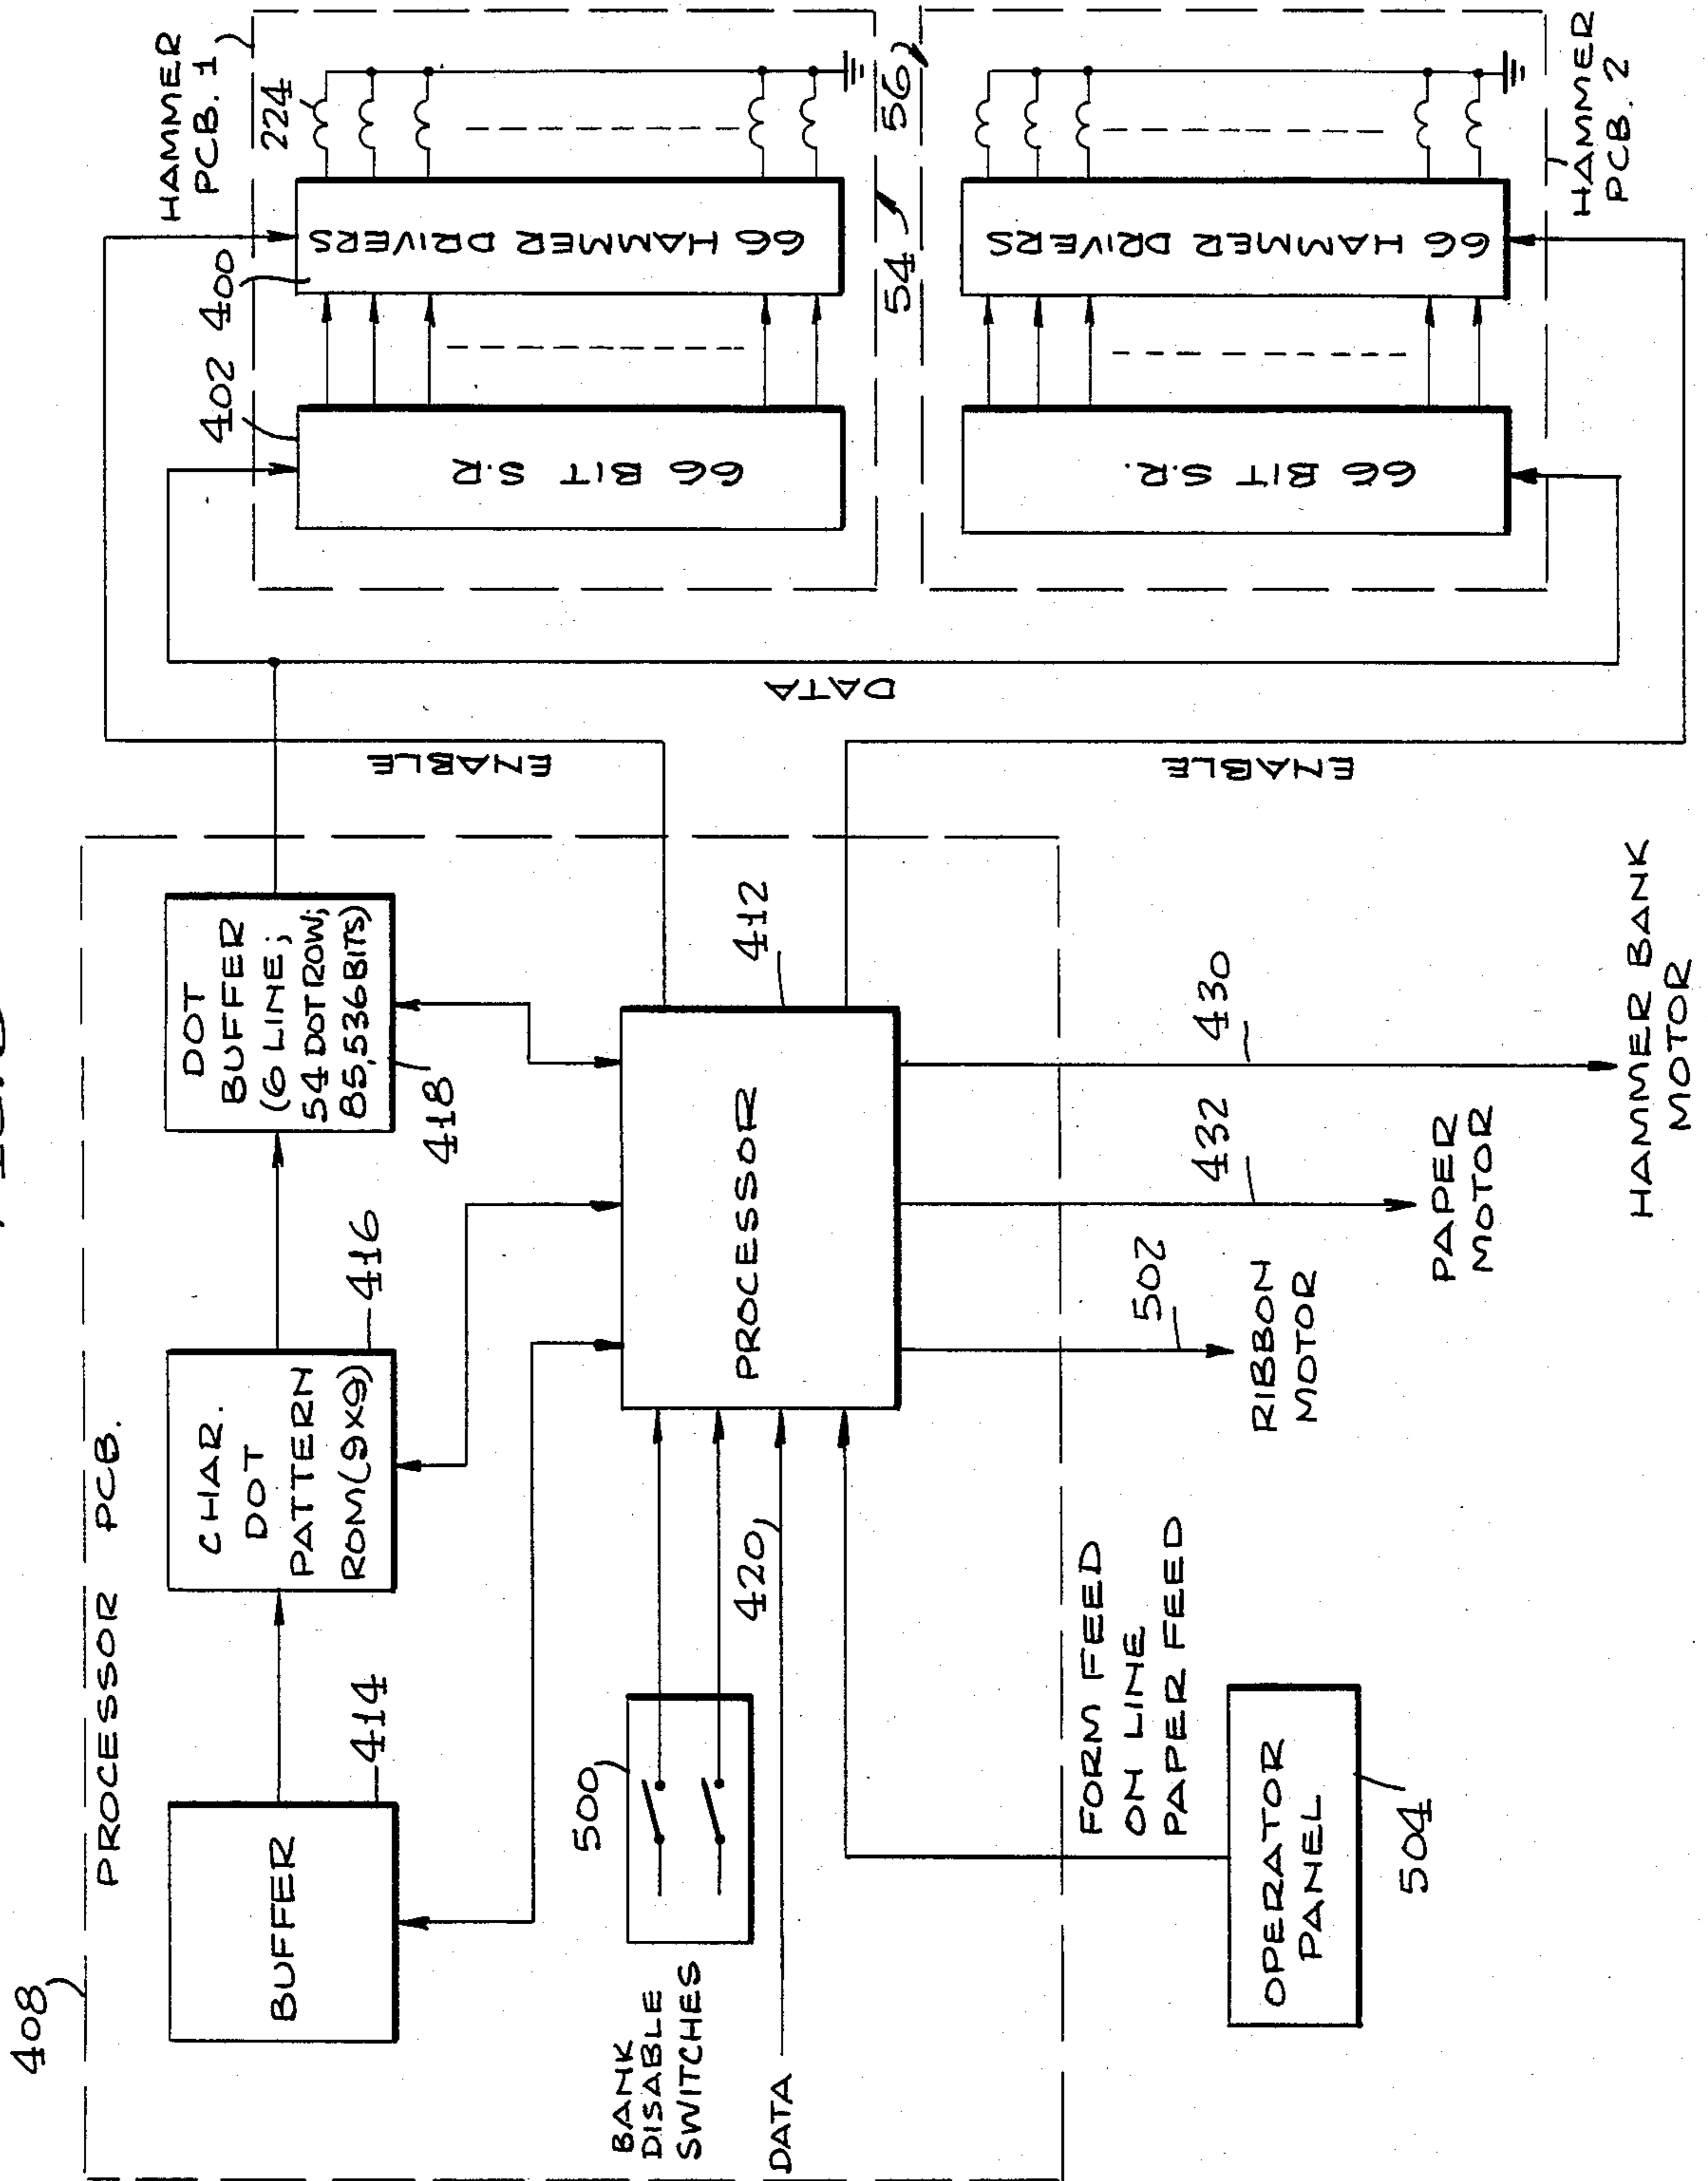 408
PROCESSOR PCB.
BUFFER
414
CHAR.
DOT
PATTERN
ROM(9X9)
416
DOT
BUFFER
(6 LINE;
54 DOT ROW;
85,536 BITS)
418
BANK
DISABLE
SWITCHES
500
DATA
420
PROCESSOR
412
OPERATOR
PANEL
504
FORM FEED
ON LINE
PAPER FEED
502
RIBBON
MOTOR
432
PAPER
MOTOR
430
HAMMER BANK
MOTOR
ENABLE
DATA
ENABLE
HAMMER
PCB. 1
402
400
224
66 BIT S.R
66 HAMMER DRIVERS
54
56
66 BIT S.R.
66 HAMMER DRIVERS
HAMMER
PCB. 2